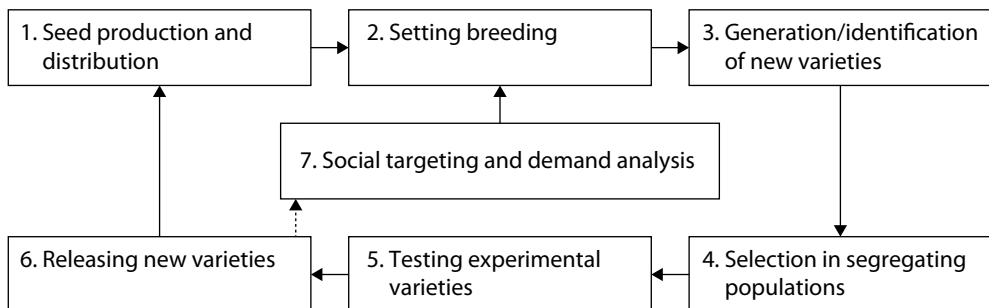 1. Seed production and
distribution
2. Setting breeding
3. Generation/identification
of new varieties
7. Social targeting and demand analysis
6. Releasing new varieties
5. Testing experimental
varieties
4. Selection in segregating
populations